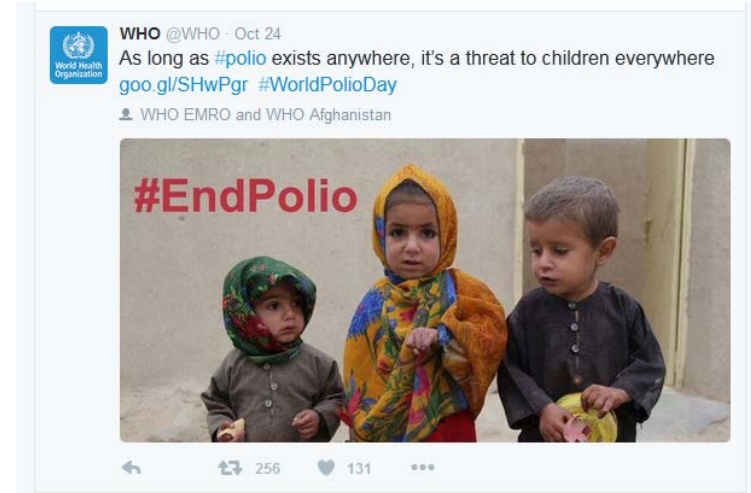 WHO @WHO · Oct 24
World Health
Organization
As long as #polio exists anywhere, it's a threat to children everywhere
goo.gl/SHwPgr #WorldPolioDay
WHO EMRO and WHO Afghanistan
#EndPolio
256 131